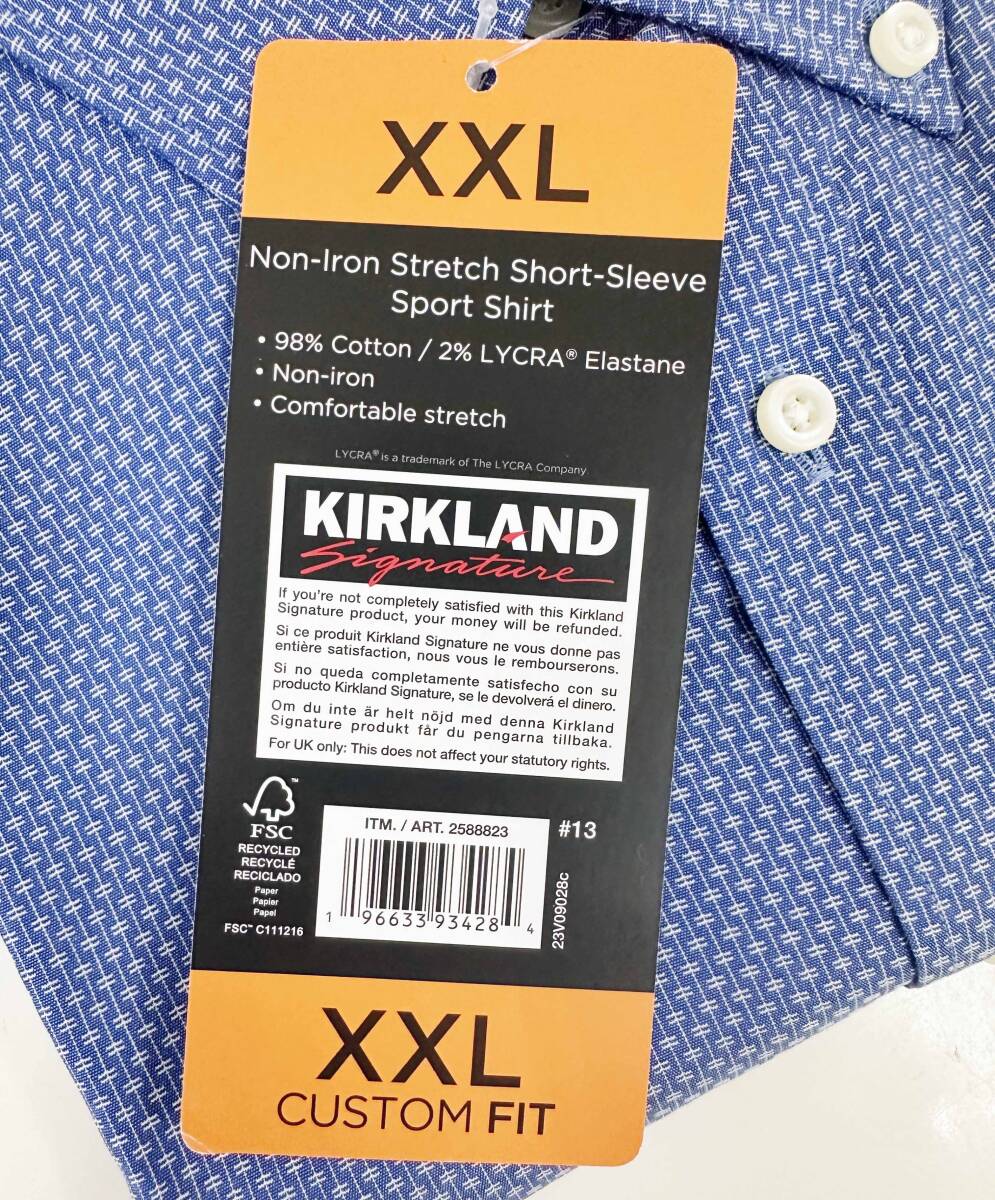 XXL
Non-Iron Stretch Short-Sleeve
Sport Shirt
• 98% Cotton / 2% LYCRA® Elastane
• Non-iron
• Comfortable stretch
LYCRA® is a trademark of The LYCRA Company
KIRKLAND
Signature
If you're not completely satisfied with this Kirkland
Signature product, your money will be refunded.
Si ce produit Kirkland Signature ne vous donne pas
entière satisfaction, nous vous le rembourserons.
Si no queda completamente satisfecho con su
producto Kirkland Signature, se le devolverá el dinero.
Om du inte är helt nöjd med denna Kirkland
Signature produkt får du pengarna tillbaka.
For UK only: This does not affect your statutory rights.
FSC™
RECYCLED
RECYCLÉ
RECICLADO
Paper
Papier
Papel
FSC™ C111216
ITM. / ART. 2588823
1 96633 93428 4
#13
23V09028c
XXL
CUSTOM FIT